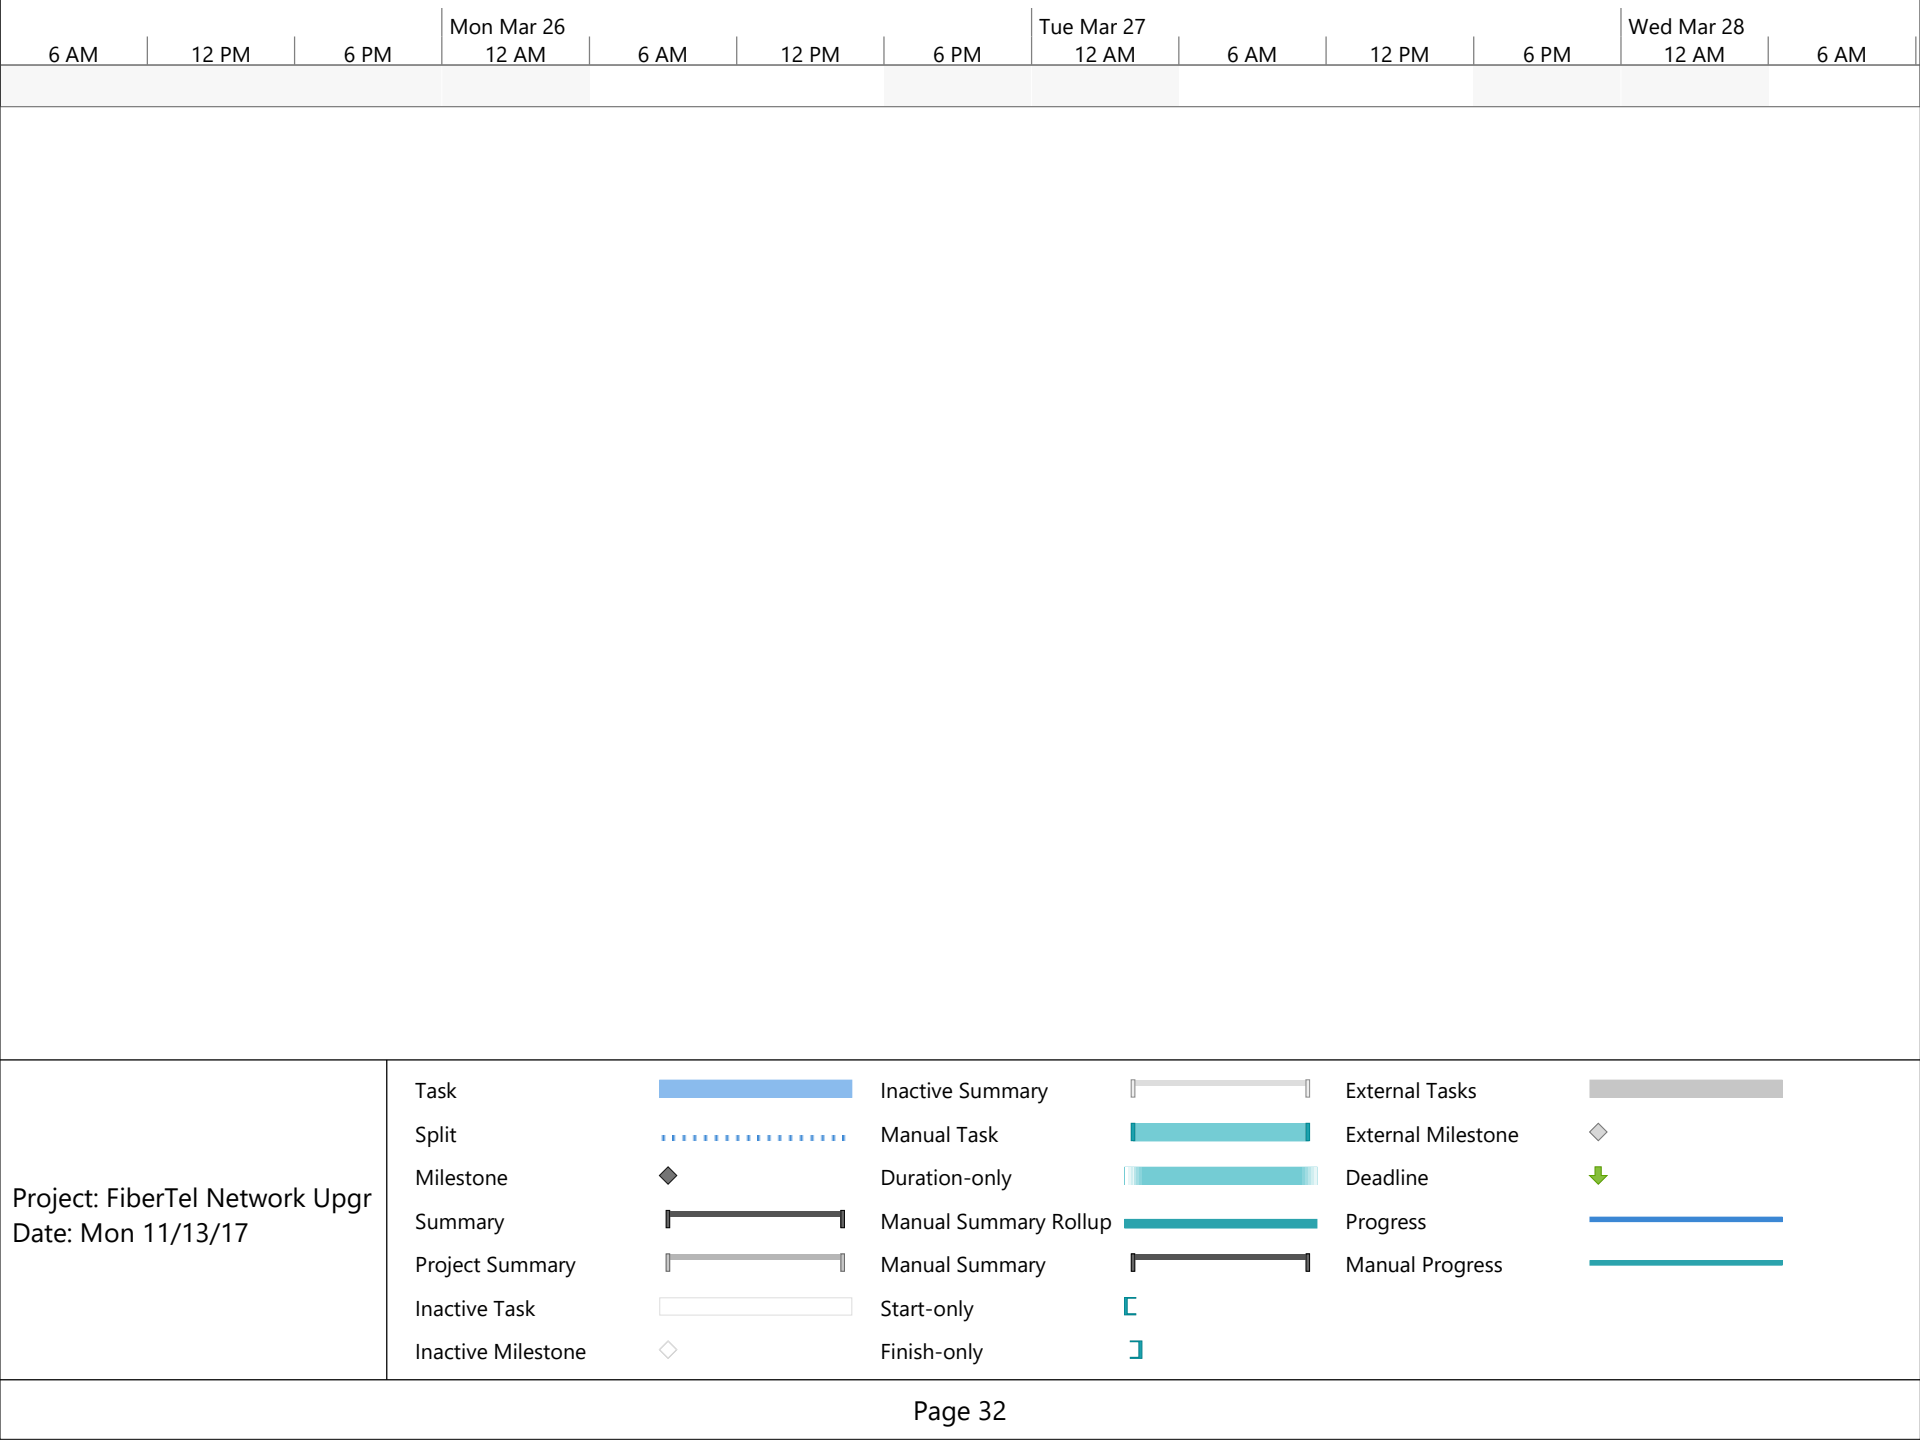 Mon Mar 26 Tue Mar 27 Wed Mar 28
6 AM 12 PM 6 PM 12 AM 6 AM 12 PM 6 PM 12 AM 6 AM 12 PM 6 PM 12 AM 6 AM
Project: FiberTel Network Upgr
Date: Mon 11/13/17
Task
Split
Milestone
Summary
Project Summary
Inactive Task
Inactive Milestone
Inactive Summary
Manual Task
Duration-only
Manual Summary Rollup
Manual Summary
Start-only
Finish-only
External Tasks
External Milestone
Deadline
Progress
Manual Progress
Page 32